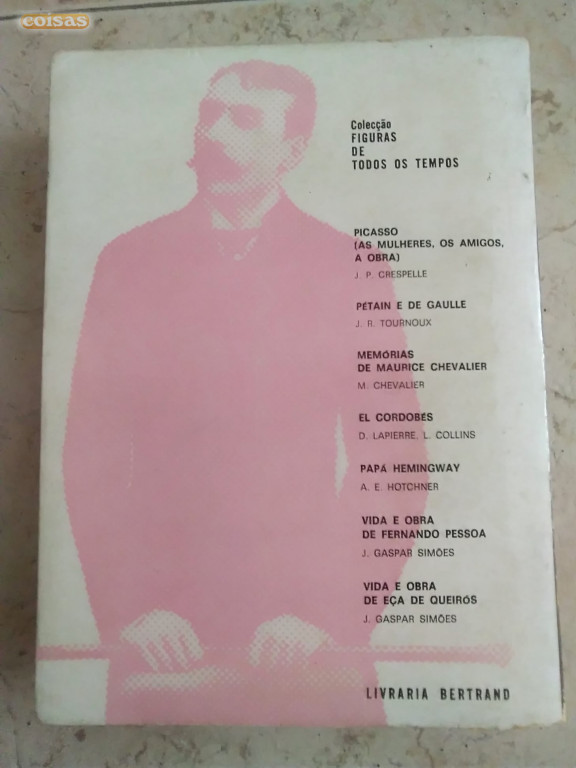 coisas
Colecção
FIGURAS
DE
TODOS OS TEMPOS
PICASSO
(AS MULHERES, OS AMIGOS,
A OBRA)
J. P. CRESPELLE
PÉTAIN E DE GAULLE
J. R. TOURNOUX
MEMÓRIAS
DE MAURICE CHEVALIER
M. CHEVALIER
EL CORDOBÉS
D. LAPIERRE, L. COLLINS
PAPÁ HEMINGWAY
A. E. HOTCHNER
VIDA E OBRA
DE FERNANDO PESSOA
J. GASPAR SIMÕES
VIDA E OBRA
DE EÇA DE QUEIRÓS
J. GASPAR SIMÕES
LIVRARIA BERTRAND